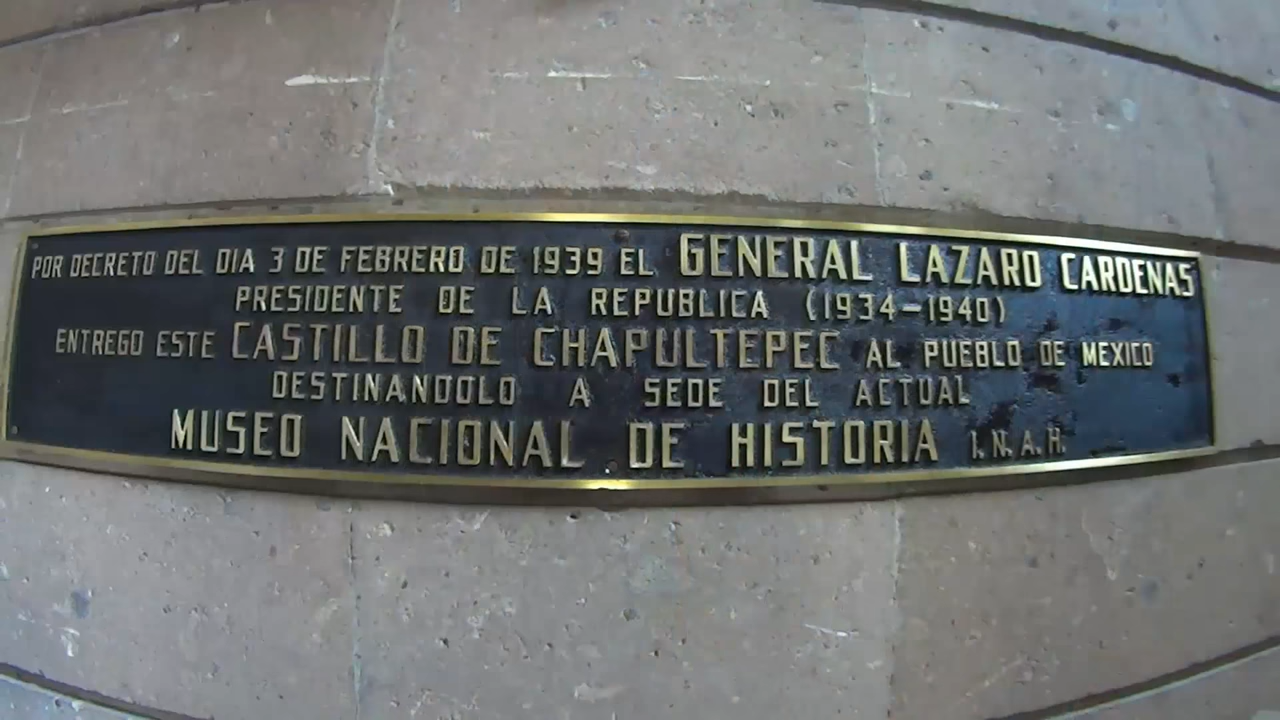 POR DECRETO DEL DIA 3 DE FEBRERO DE 1939 EL GENERAL LAZARO CARDENAS
PRESIDENTE DE LA REPUBLICA (1934-1940)
ENTREGO ESTE CASTILLO DE CHAPULTEPEC AL PUEBLO DE MEXICO
DESTINANDOLO A SEDE DEL ACTUAL
MUSEO NACIONAL DE HISTORIA I.N.A.H.